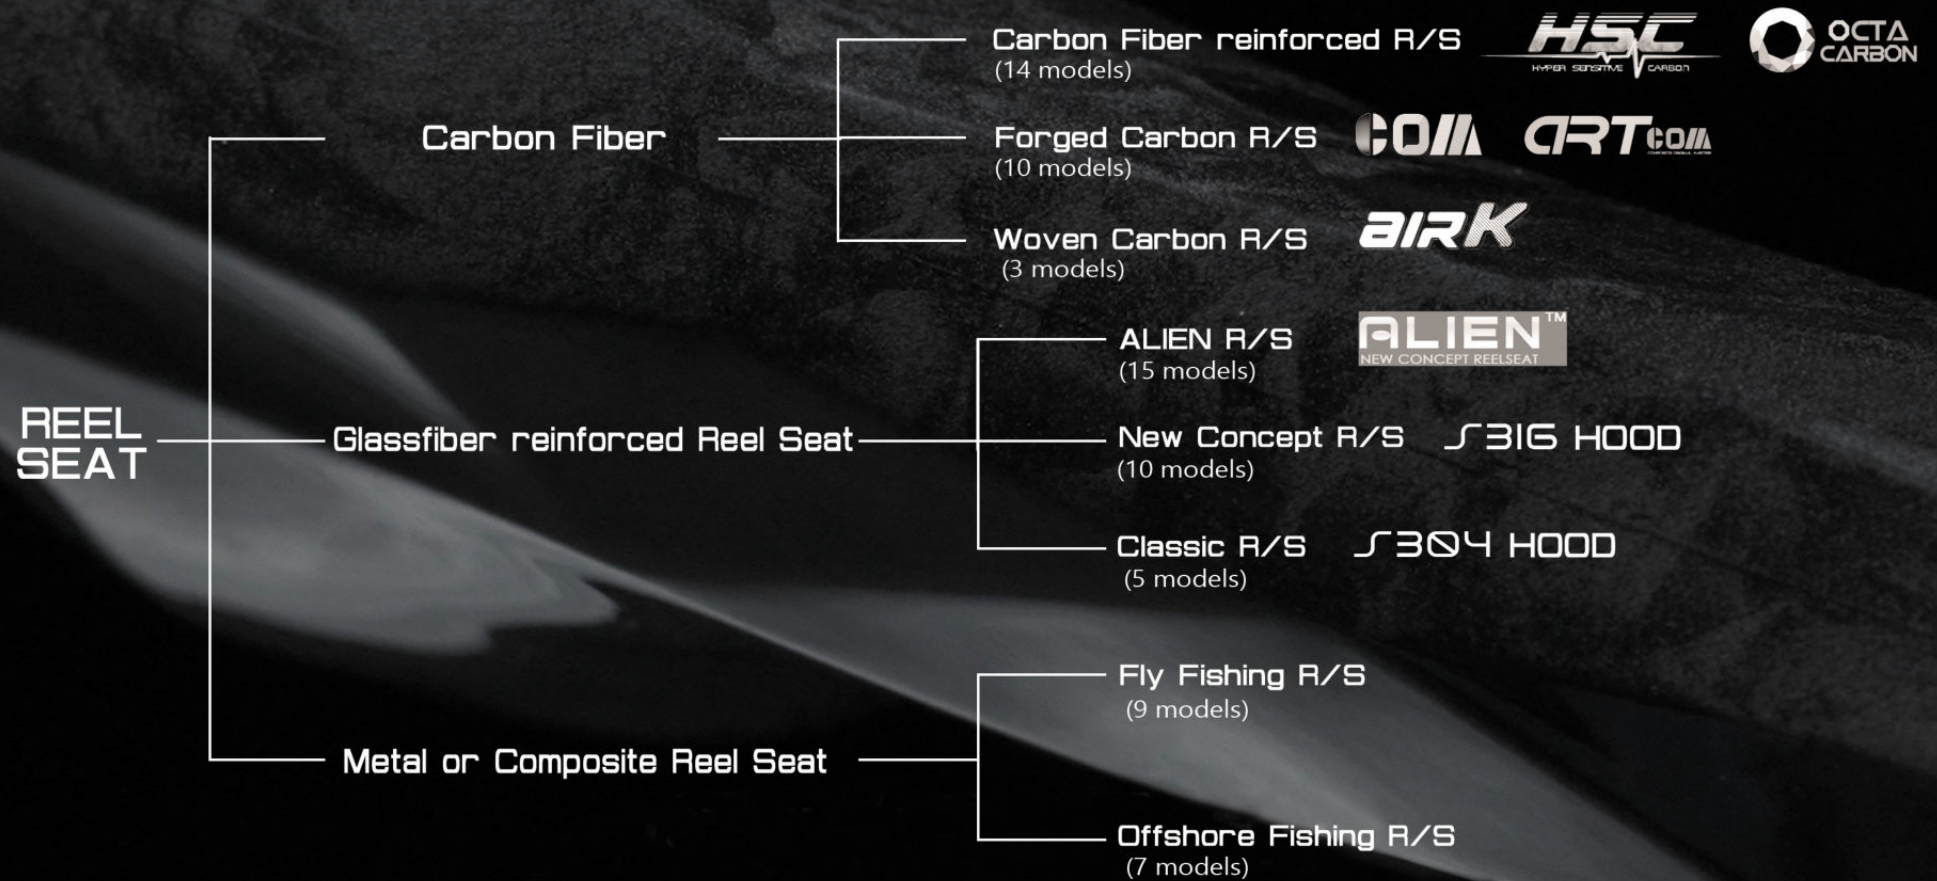 REEL
SEAT
Carbon Fiber
Carbon Fiber reinforced R/S
(14 models)
HSC
HYPER SENSITIVE CARBON
OCTA
CARBON
Forged Carbon R/S
(10 models)
COM
ART COM
Woven Carbon R/S
(3 models)
AIRK
Glassfiber reinforced Reel Seat
ALIEN R/S
(15 models)
ALIEN™
NEW CONCEPT REELSEAT
New Concept R/S
(10 models)
S316 HOOD
Classic R/S
(5 models)
S304 HOOD
Metal or Composite Reel Seat
Fly Fishing R/S
(9 models)
Offshore Fishing R/S
(7 models)